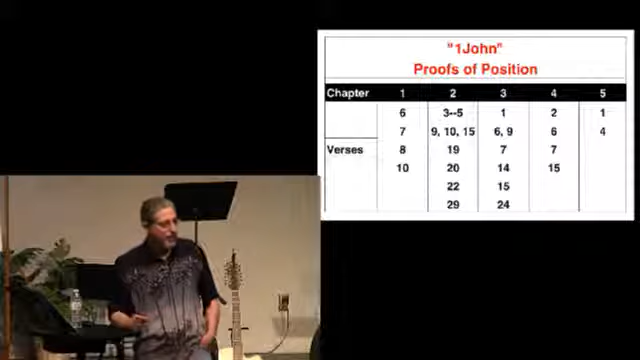 "1John"
Proofs of Position
Chapter 1 2 3 4 5
6 3--5 1 2 1
7 9, 10, 15 6, 9 6 4
Verses 8 19 7 7
10 20 14 15
22 15
29 24